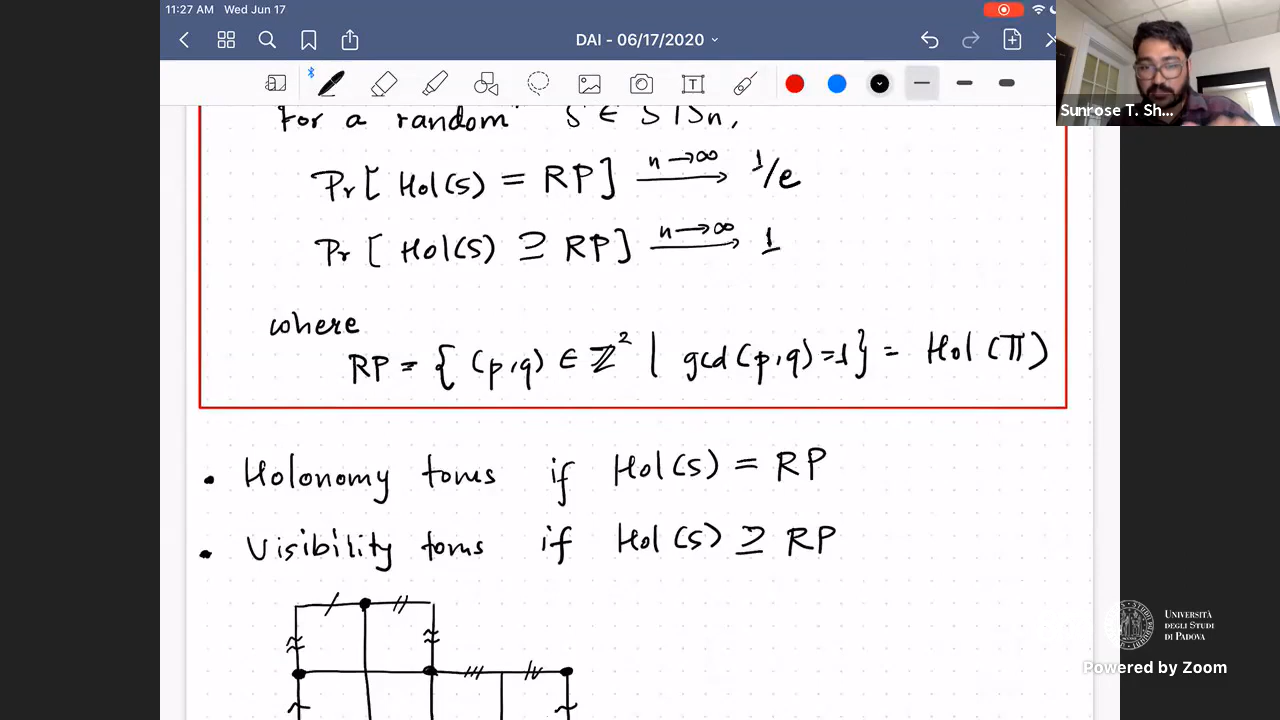 11:27 AM Wed Jun 17
DAI - 06/17/2020
Sunrose T. Sh...
for a random S ∈ STSn,
Pr[ Hol(S) = RP ] n→∞ 1/e
Pr [ Hol(S) ⊇ RP ] n→∞ 1
where
RP = { (p,q) ∈ ℤ² | gcd(p,q)=1 } = Hol(𝕋)
• Holonomy torus if Hol(S) = RP
• Visibility torus if Hol(S) ⊇ RP
UNIVERSITÀ
DEGLI STUDI
DI PADOVA
Powered by Zoom